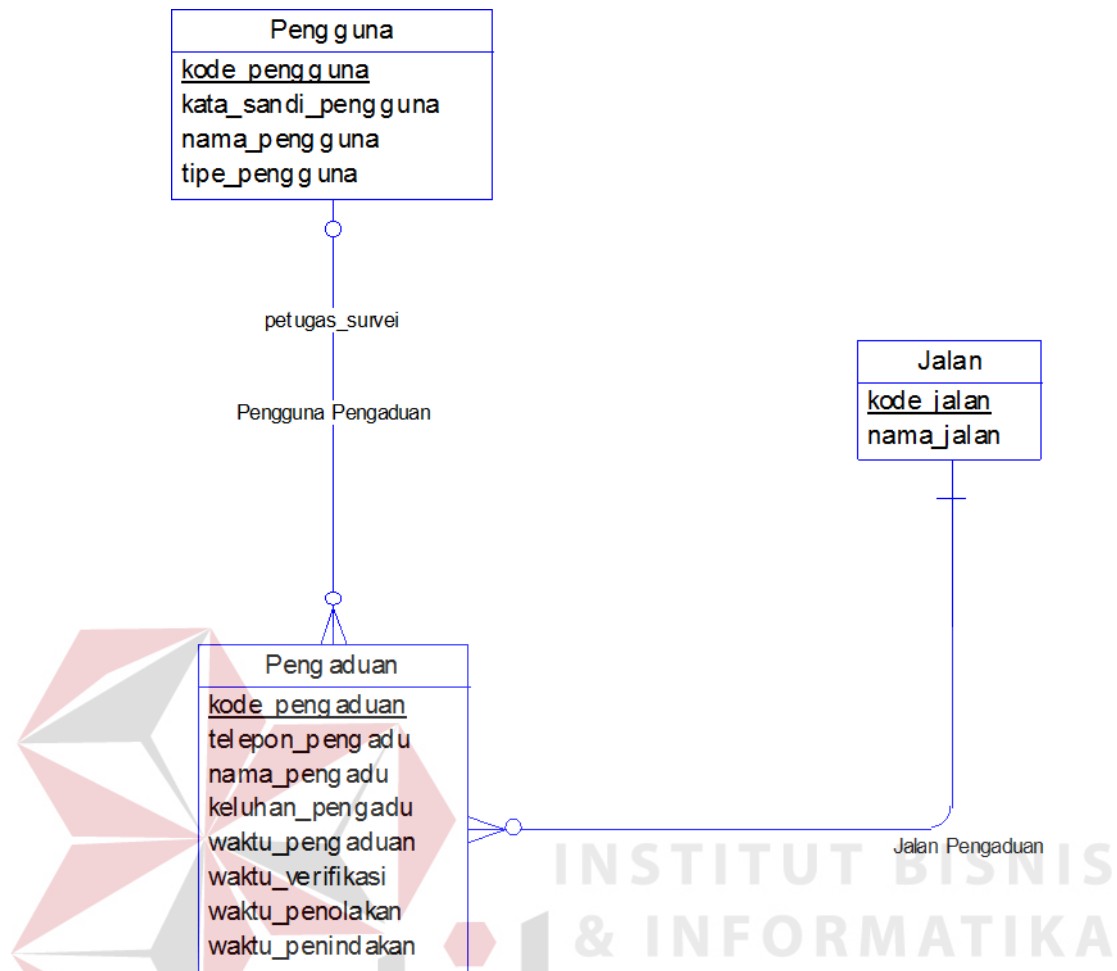 Pengguna
kode_pengguna
kata_sandi_pengguna
nama_pengguna
tipe_pengguna
petugas_survei
Pengguna Pengaduan
Jalan
kode_jalan
nama_jalan
Pengaduan
kode_pengaduan
telepon_pengadu
nama_pengadu
keluhan_pengadu
waktu_pengaduan
waktu_verifikasi
waktu_penolakan
waktu_penindakan
Jalan Pengaduan
INSTITUT BISNIS
& INFORMATIKA